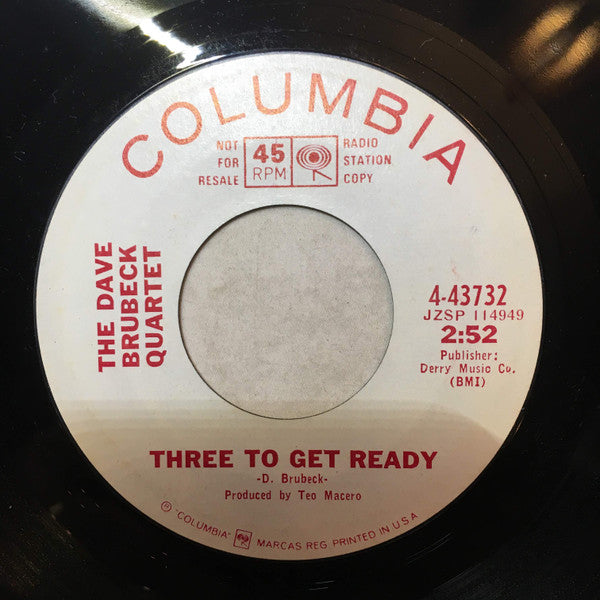 COLUMBIA
NOT
FOR
RESALE
45
RPM
RADIO
STATION
COPY
THE DAVE
BRUBECK
QUARTET
4-43732
JZSP 114949
2:52
Publisher:
Derry Music Co.
(BMI)
THREE TO GET READY
-D. Brubeck-
Produced by Teo Macero
℗ "COLUMBIA" MARCAS REG. PRINTED IN U.S.A.